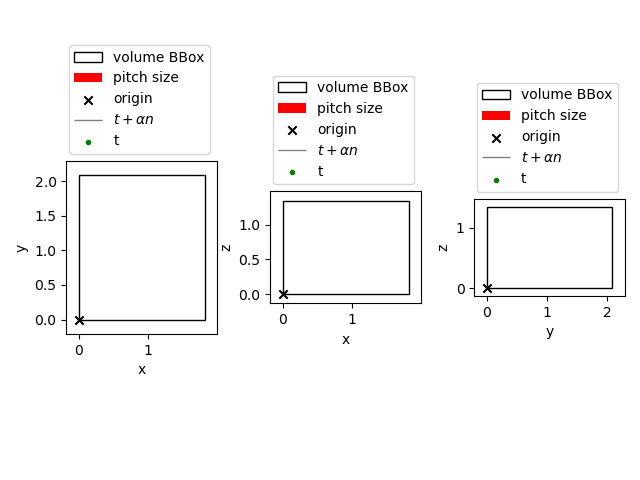 volume BBox
pitch size
origin
t + αn
t
2.0
1.5
1.0
0.5
0.0
y
0
1
x
volume BBox
pitch size
origin
t + αn
t
1.0
0.5
0.0
z
0
1
x
volume BBox
pitch size
origin
t + αn
t
1
0
z
0
1
2
y